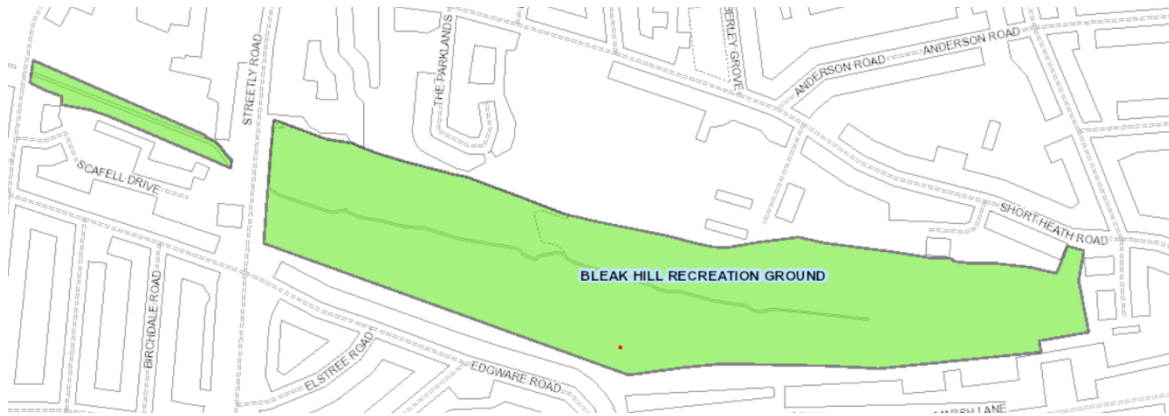 STREETLY ROAD
THE PARKLANDS
ANDERSON ROAD
ANDERSON ROAD
SCAFELL DRIVE
SHORT HEATH ROAD
BLEAK HILL RECREATION GROUND
BIRCHDALE ROAD
ELSTREE ROAD
EDGWARE ROAD
MARSH LANE